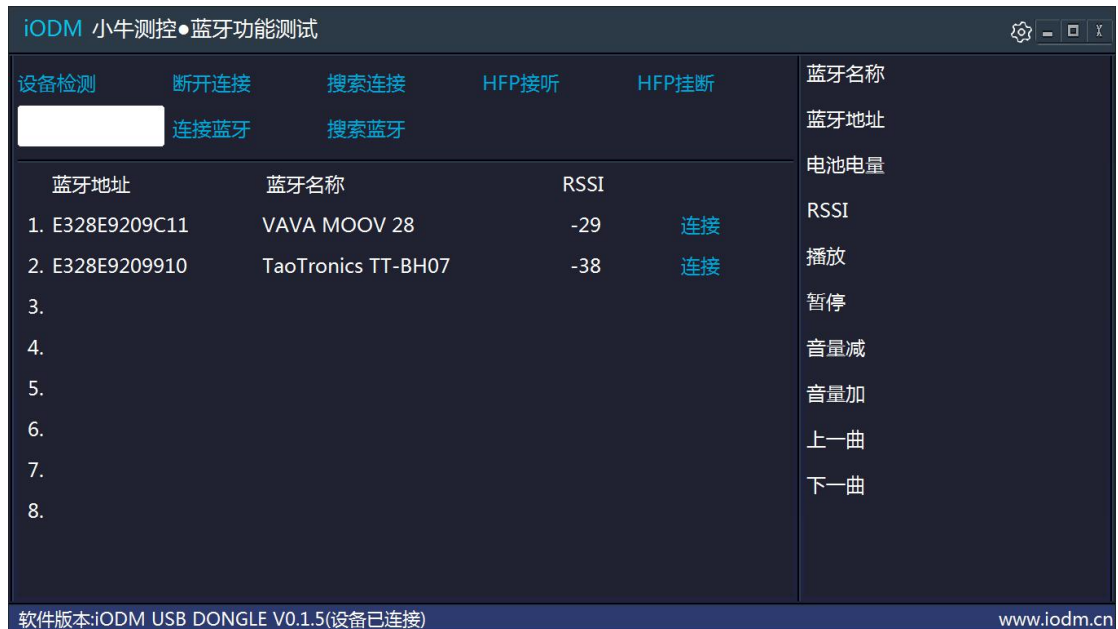 iODM 小牛测控●蓝牙功能测试
设备检测 断开连接 搜索连接 HFP接听 HFP挂断
连接蓝牙 搜索蓝牙
蓝牙地址 蓝牙名称 RSSI
1. E328E9209C11 VAVA MOOV 28 -29 连接
2. E328E9209910 TaoTronics TT-BH07 -38 连接
3.
4.
5.
6.
7.
8.
蓝牙名称
蓝牙地址
电池电量
RSSI
播放
暂停
音量减
音量加
上一曲
下一曲
软件版本:iODM USB DONGLE V0.1.5(设备已连接) www.iodm.cn